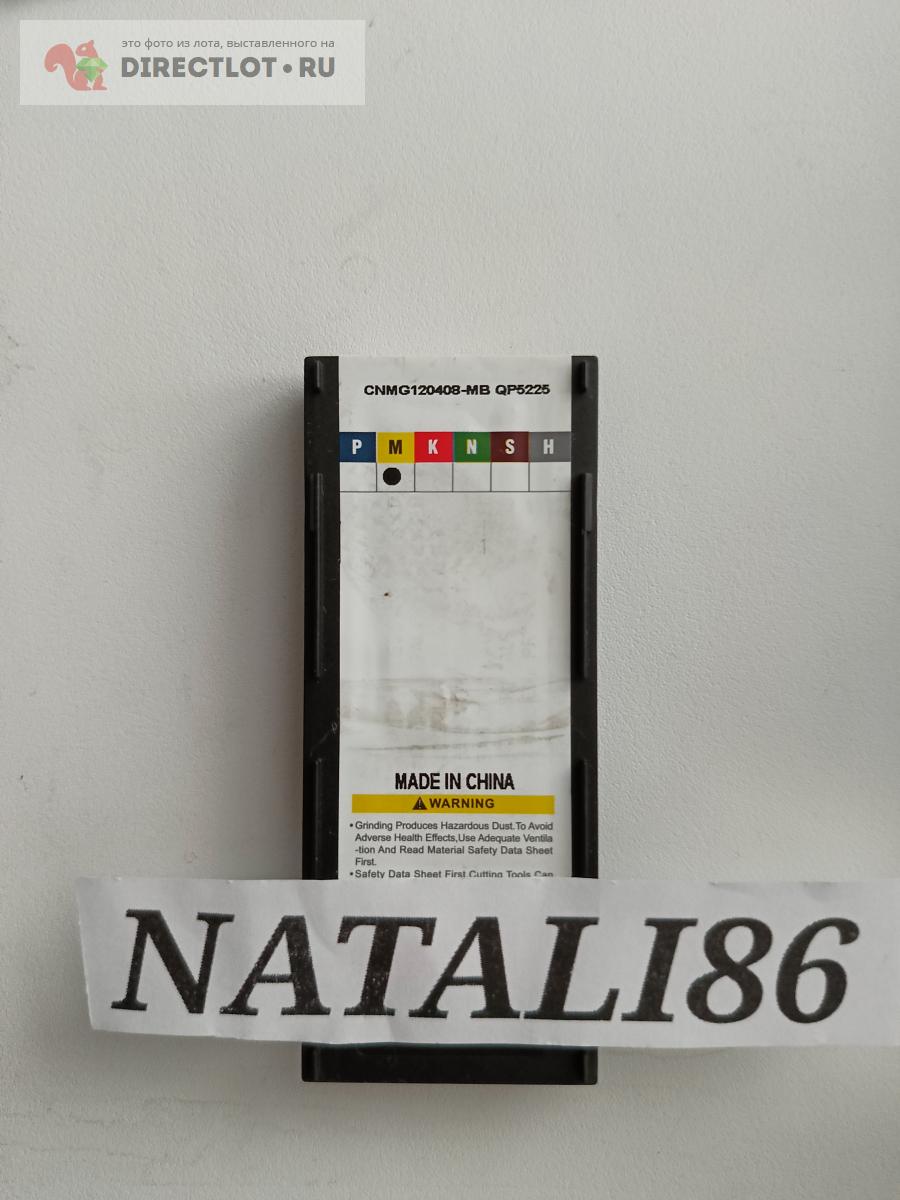 это фото из лота, выставленного на
DIRECTLOT.RU
CNMG120408-MB QP5225
P M K N S H
MADE IN CHINA
WARNING
• Grinding Produces Hazardous Dust.To Avoid
Adverse Health Effects,Use Adequate Ventila
-tion And Read Material Safety Data Sheet
First.
• Safety Data Sheet First.Cutting Tools Can
NATALI86